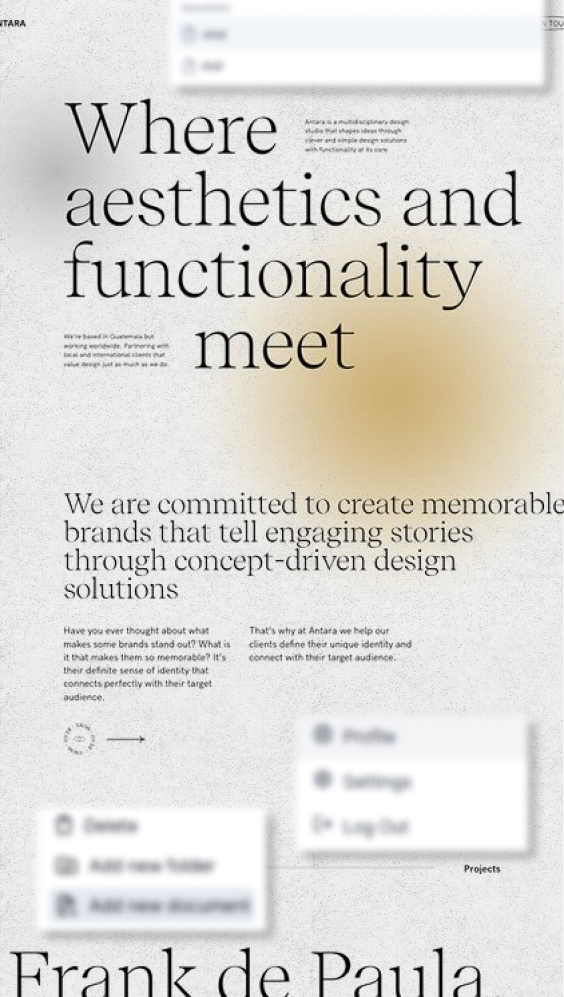 NTARA
Where
Antara is a multidisciplinary design
studio that shapes ideas through
clever and simple design solutions
with functionality at its core
aesthetics and
functionality
We're based in Guatemala but
working worldwide. Partnering with
local and international clients that
value design just as much as we do.
meet
We are committed to create memorable
brands that tell engaging stories
through concept-driven design
solutions
Have you ever thought about what
makes some brands stand out? What is
it that makes them so memorable? It's
their definite sense of identity that
connects perfectly with their target
audience.
That's why at Antara we help our
clients define their unique identity and
connect with their target audience.
Profile
Settings
Log Out
Delete
Add new folder
Add new document
Projects
Frank de Paula